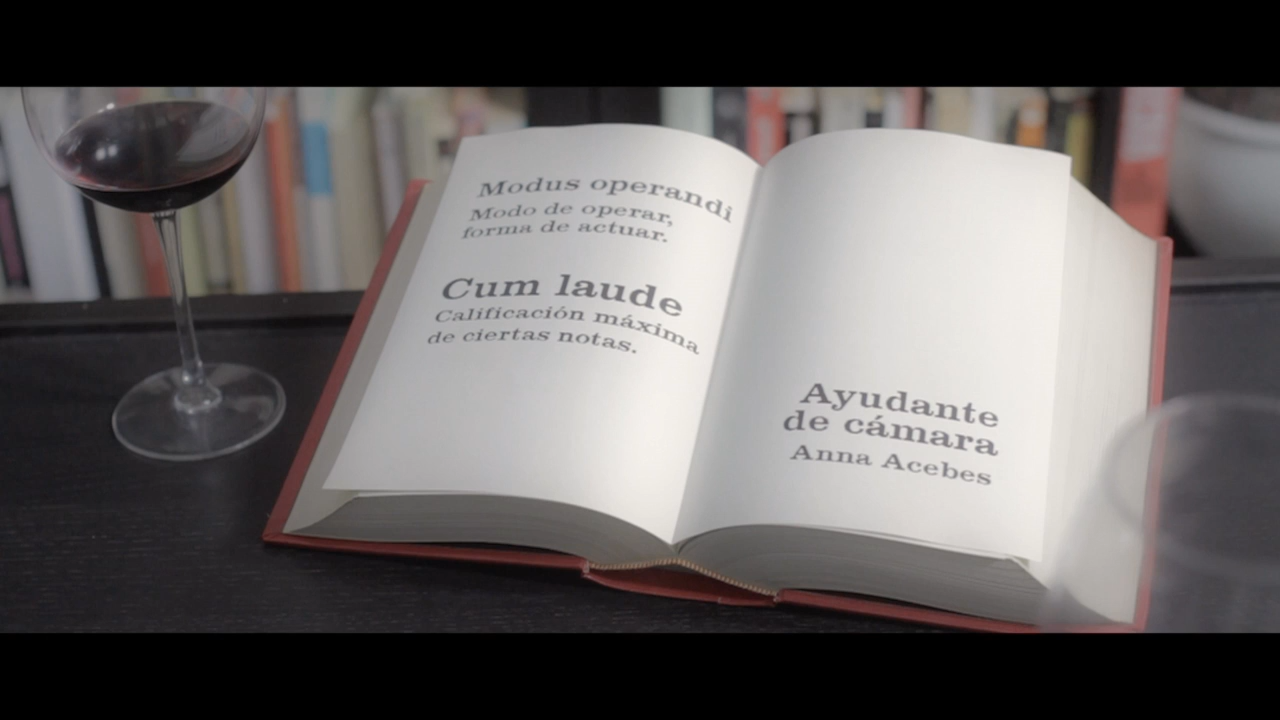 Modus operandi
Modo de operar,
forma de actuar.
Cum laude
Calificación máxima
de ciertas notas.
Ayudante
de cámara
Anna Acebes